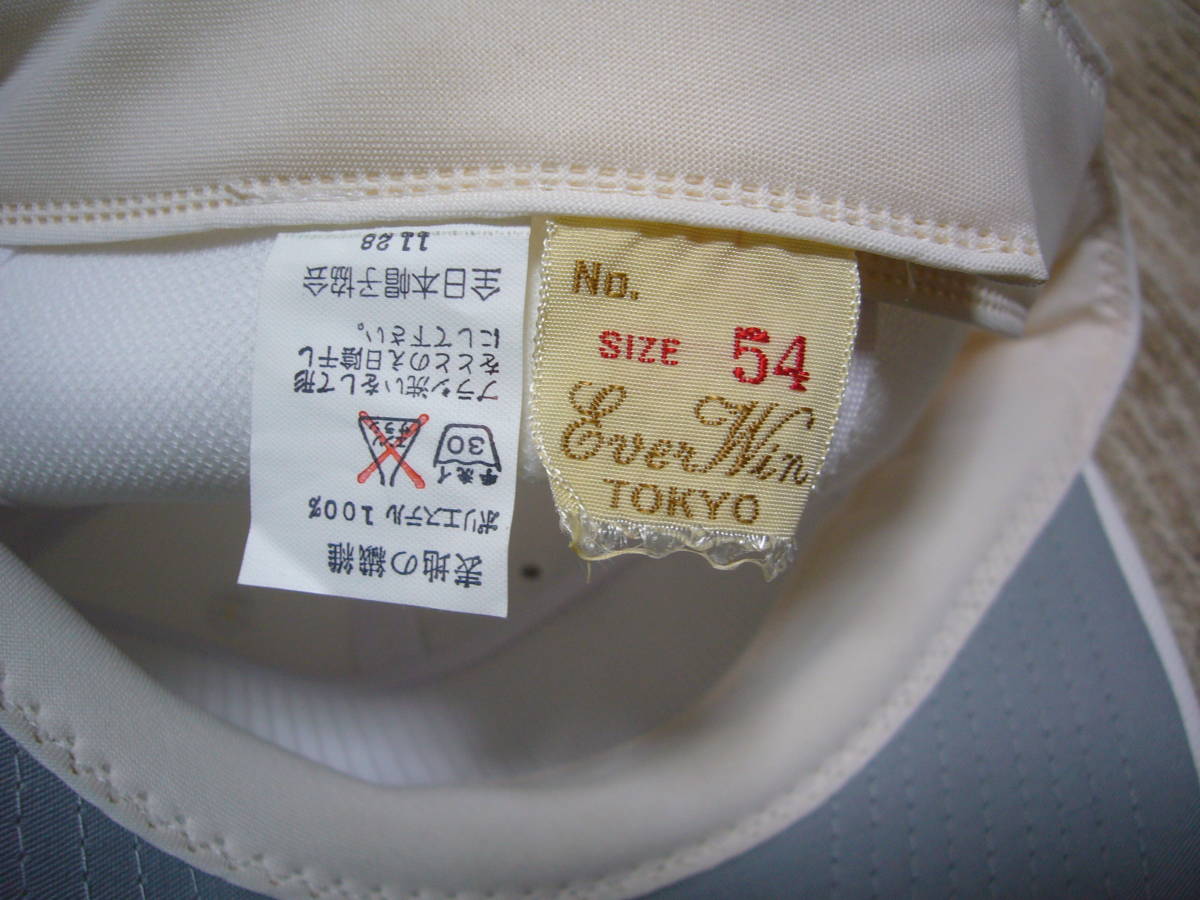 表地の繊維
ポリエステル 100%
手洗イ
30
ブラシ洗いをして形
をととのえ日陰干し
にして下さい。
全日本帽子協会
1128
No.
SIZE 54
Ever Win
TOKYO